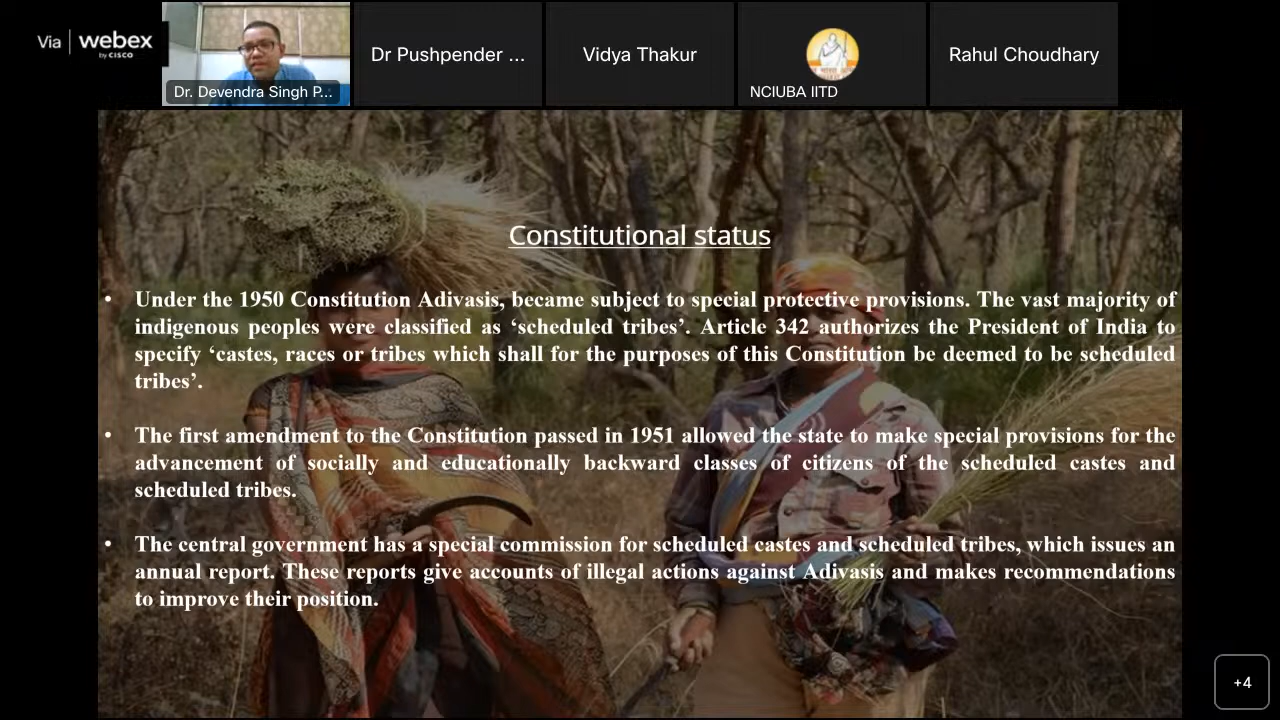 Via | webex
by CISCO
Dr. Devendra Singh P...
Dr Pushpender ...
Vidya Thakur
NCIUBA IITD
Rahul Choudhary
Constitutional status
• Under the 1950 Constitution Adivasis, became subject to special protective provisions. The vast majority of
indigenous peoples were classified as ‘scheduled tribes’. Article 342 authorizes the President of India to
specify ‘castes, races or tribes which shall for the purposes of this Constitution be deemed to be scheduled
tribes’.
• The first amendment to the Constitution passed in 1951 allowed the state to make special provisions for the
advancement of socially and educationally backward classes of citizens of the scheduled castes and
scheduled tribes.
• The central government has a special commission for scheduled castes and scheduled tribes, which issues an
annual report. These reports give accounts of illegal actions against Adivasis and makes recommendations
to improve their position.
+4